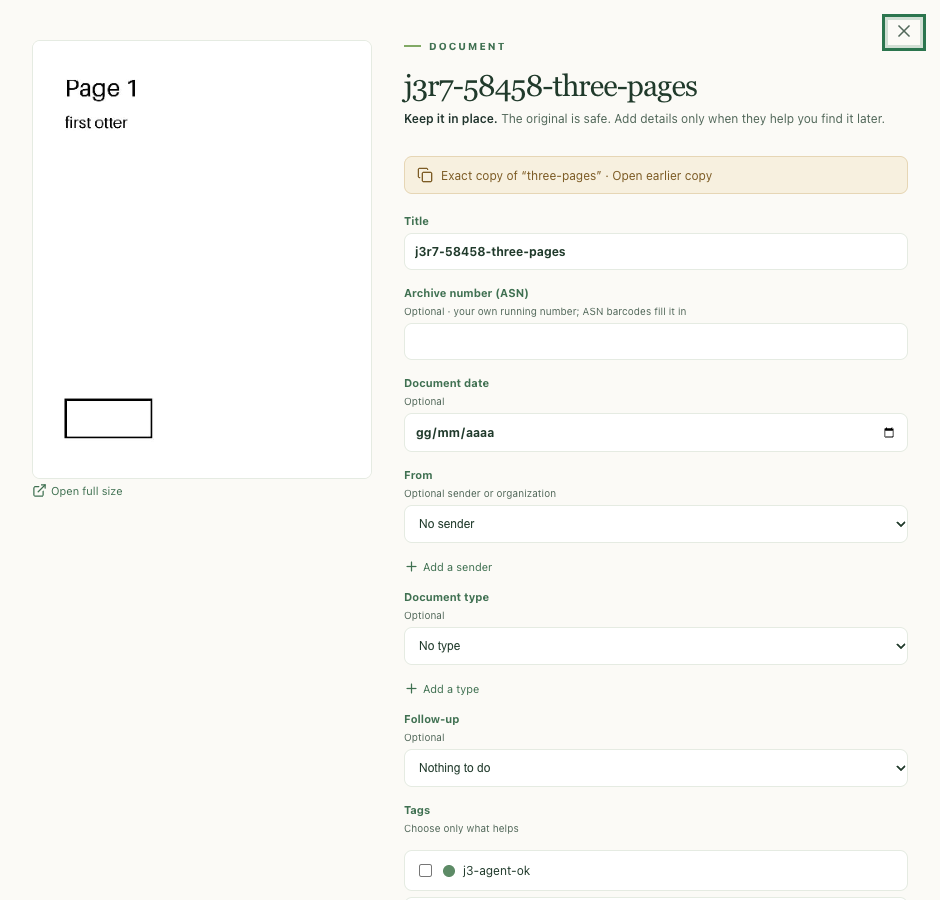 Page 1
first otter
Open full size
DOCUMENT
j3r7-58458-three-pages
Keep it in place. The original is safe. Add details only when they help you find it later.
Exact copy of “three-pages” · Open earlier copy
Title
j3r7-58458-three-pages
Archive number (ASN)
Optional · your own running number; ASN barcodes fill it in
Document date
Optional
gg/mm/aaaa
From
Optional sender or organization
No sender
Add a sender
Document type
Optional
No type
Add a type
Follow-up
Optional
Nothing to do
Tags
Choose only what helps
j3-agent-ok